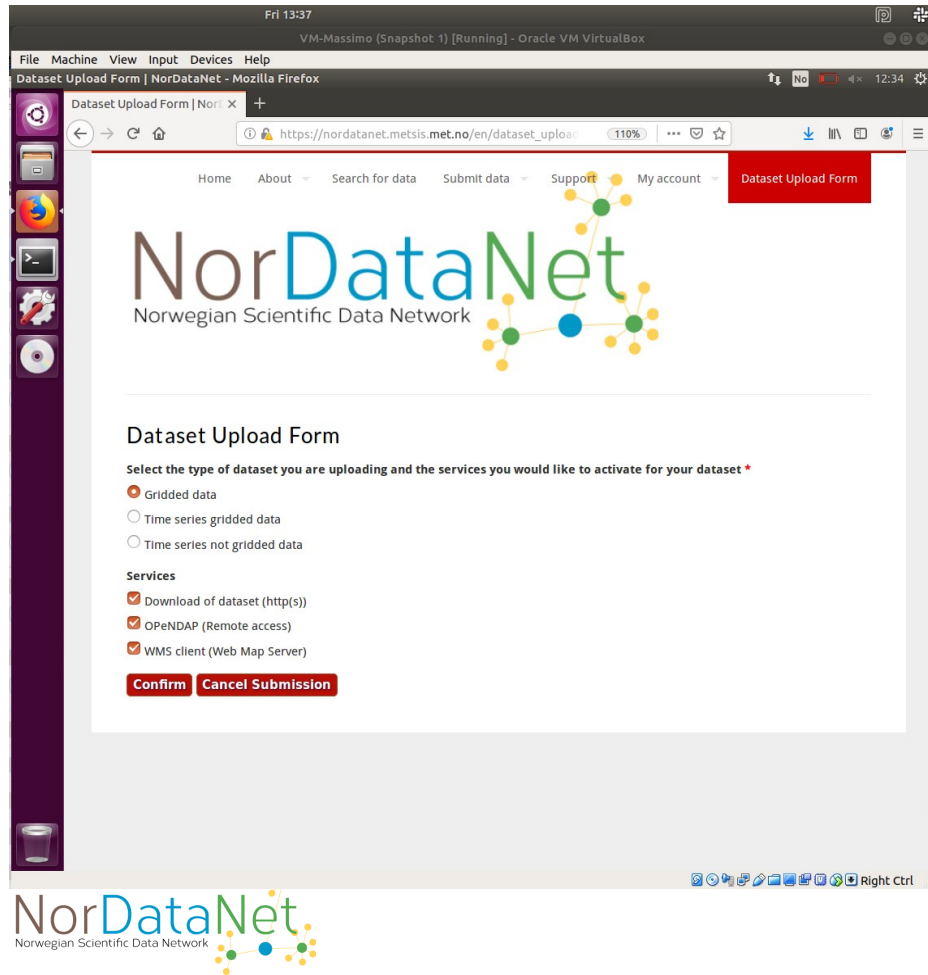 Fri 13:37
VM-Massimo (Snapshot 1) [Running] - Oracle VM VirtualBox
File Machine View Input Devices Help
Dataset Upload Form | NorDataNet - Mozilla Firefox No 12:34
Dataset Upload Form | Nor
https://nordatanet.metsis.met.no/en/dataset_upload 110%
Home About Search for data Submit data Support My account Dataset Upload Form
NorDataNet
Norwegian Scientific Data Network
Dataset Upload Form
Select the type of dataset you are uploading and the services you would like to activate for your dataset *
Gridded data
Time series gridded data
Time series not gridded data
Services
Download of dataset (http(s))
OPeNDAP (Remote access)
WMS client (Web Map Server)
Confirm Cancel Submission
Right Ctrl
NorDataNet
Norwegian Scientific Data Network